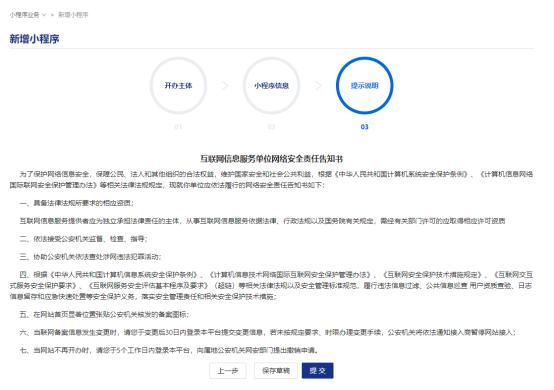 小程序业务 > 新增小程序
新增小程序
开办主体 > 小程序信息 > 提示说明
01 02 03
互联网信息服务单位网络安全责任告知书
为了保护网络信息安全，保障公民、法人和其他组织的合法权益，维护国家安全和社会公共利益，根据《中华人民共和国计算机系统安全保护条例》、《计算机信息网络
国际联网安全保护管理办法》等相关法律法规规定，现就你单位应依法履行的网络安全责任告知书如下：
一、具备法律法规所要求的相应资质；
互联网信息服务提供者应为独立承担法律责任的主体，从事互联网信息服务依据法律、行政法规以及国务院有关规定，需经有关部门许可的应取得相应许可资质
二、依法接受公安机关监督、检查、指导；
三、协助公安机关依法查处涉网违法犯罪活动；
四、根据《中华人民共和国计算机信息系统安全保护条例》、《计算机信息技术网络国际互联网安全保护管理办法》、《互联网安全保护技术措施规定》、《互联网交互
式服务安全保护要求》、《互联网服务安全评估基本程序及要求》（超链）等相关法律法规以及安全管理标准规范，履行违法信息过滤、公共信息巡查 用户资质查验、日志
信息留存和应急快速处置等安全保护义务，落实安全管理责任和相关安全保护技术措施；
五、在网站首页显著位置张贴公安机关核发的备案图标；
六、当联网备案信息发生变更时，请您于变更后30日内登录本平台提交变更信息，若未按规定要求、时限办理变更手续，公安机关将依法通知接入商暂停网站接入；
七、当网站不再开办时，请您于5个工作日内登录本平台，向属地公安机关网安部门提出撤销申请。
上一步 保存草稿 提 交